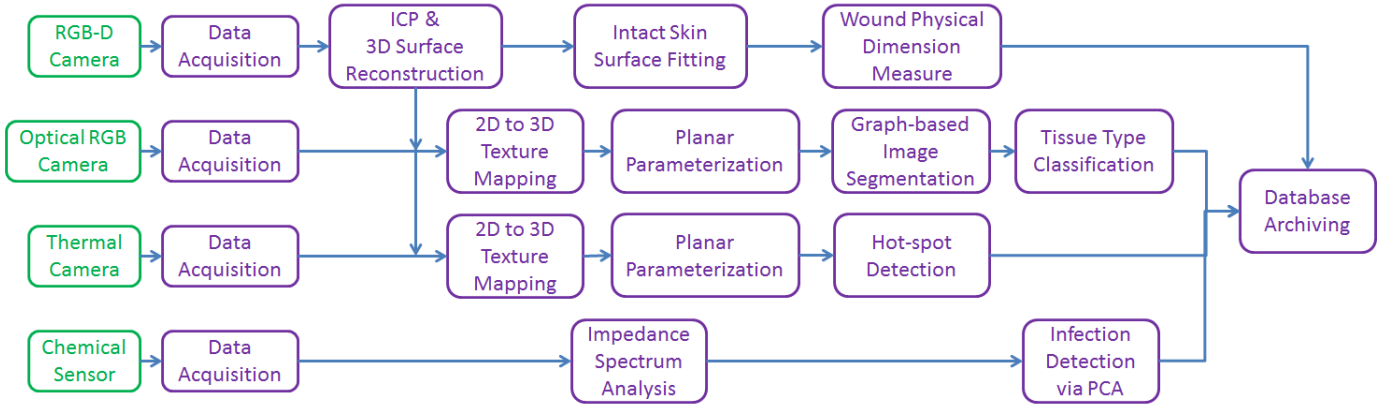 RGB-D
Camera
Data
Acquisition
ICP &
3D Surface
Reconstruction
Intact Skin
Surface Fitting
Wound Physical
Dimension
Measure
Optical RGB
Camera
Data
Acquisition
2D to 3D
Texture
Mapping
Planar
Parameterization
Graph-based
Image
Segmentation
Tissue Type
Classification
Database
Archiving
Thermal
Camera
Data
Acquisition
2D to 3D
Texture
Mapping
Planar
Parameterization
Hot-spot
Detection
Chemical
Sensor
Data
Acquisition
Impedance
Spectrum
Analysis
Infection
Detection
via PCA